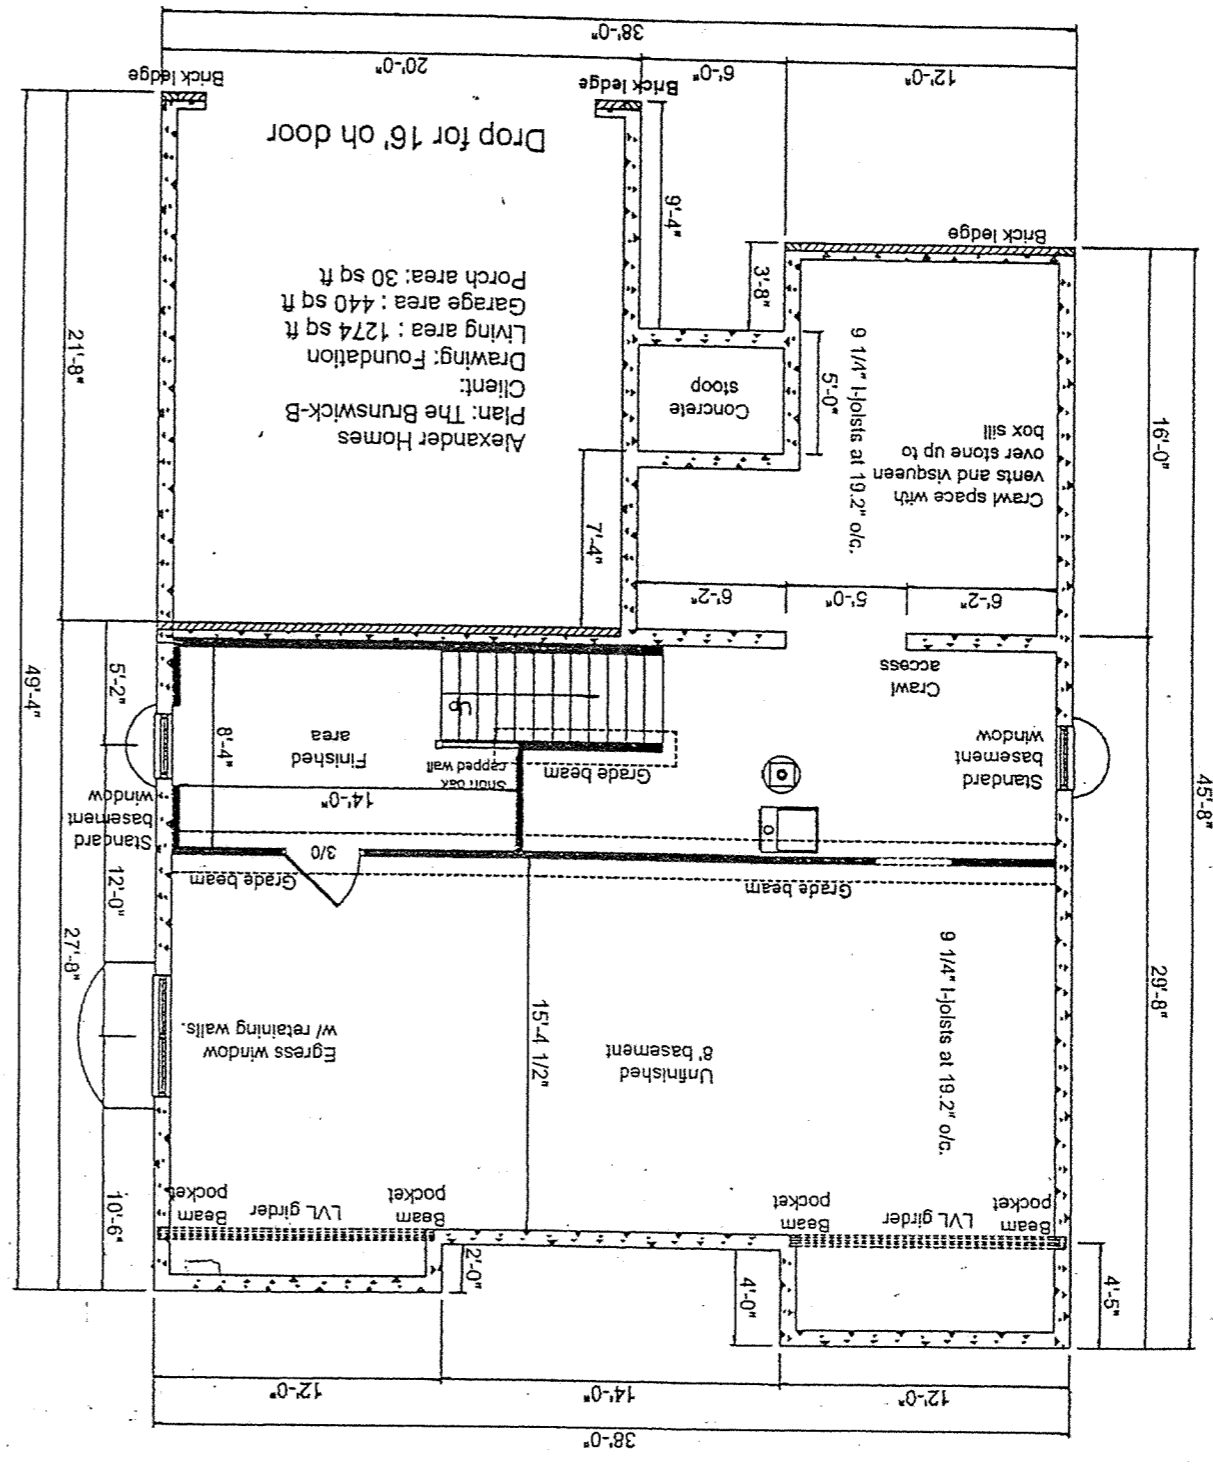 38'-0"
12'-0"
14'-0"
12'-0"
4'-5"
4'-0"
2'-0"
10'-6"
Beam
pocket
LVL girder
Beam
pocket
Beam
pocket
LVL girder
Beam
pocket
9 1/4" I-joists at 19.2" o/c.
Unfinished
8' basement
15'-4 1/2"
Egress window
w/ retaining walls.
29'-8"
27'-8"
12'-0"
45'-8"
49'-4"
Grade beam
Grade beam
3/0
Standard
basement
window
Standard
basement
window
14'-0"
8'-4"
Grade beam
Short oak
capped wall
Finished
area
Up
5'-2"
Crawl
access
6'-2"
5'-0"
6'-2"
7'-4"
Crawl space with
vents and visqueen
over stone up to
box sill
16'-0"
9 1/4" I-joists at 19.2" o/c.
Concrete
stoop
5'-0"
3'-8"
9'-4"
Alexander Homes
Plan: The Brunswick-B
Client:
Drawing: Foundation
Living area : 1274 sq ft
Garage area : 440 sq ft
Porch area: 30 sq ft
21'-8"
Drop for 16' oh door
Brick ledge
Brick ledge
Brick ledge
12'-0"
6'-0"
20'-0"
38'-0"